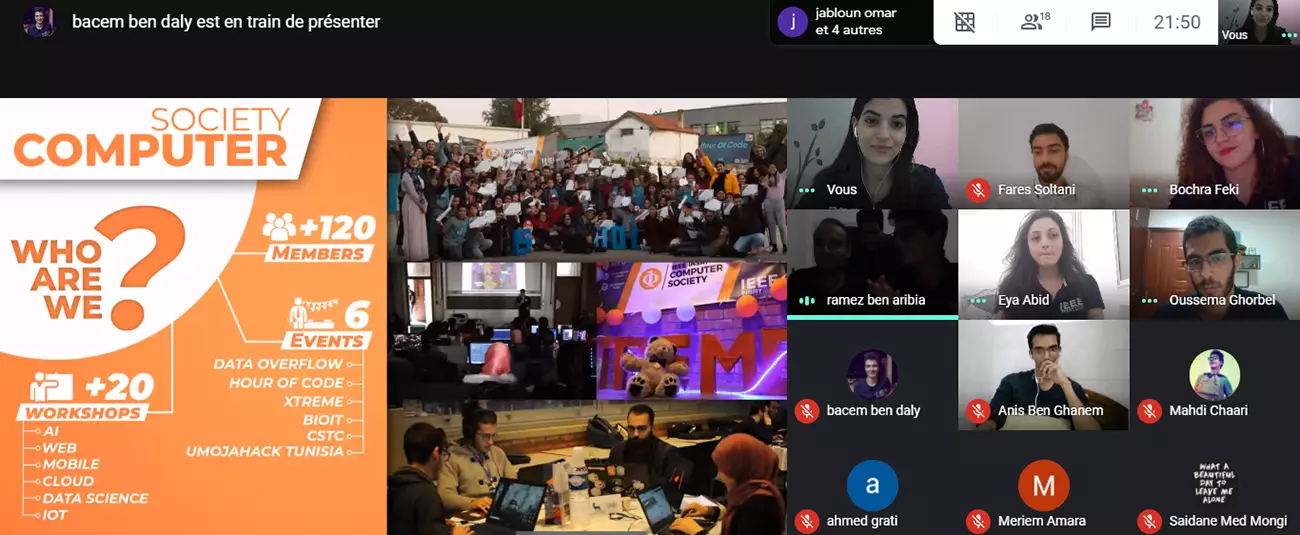 bacem ben daly est en train de présenter
jabloun omar
et 4 autres
j
18
21:50
Vous
SOCIETY
COMPUTER
WHO
ARE
WE
?
+120
MEMBERS
6
EVENTS
DATA OVERFLOW
HOUR OF CODE
XTREME
BIOIT
CSTC
UMOJAHACK TUNISIA
+20
WORKSHOPS
AI
WEB
MOBILE
CLOUD
DATA SCIENCE
IOT
Hour Of Code
IEEE INSAT
COMPUTER
SOCIETY
IEEE
INSAT
Vous
Fares Soltani
Bochra Feki
ramez ben aribia
Eya Abid
IEEE
Oussema Ghorbel
bacem ben daly
Anis Ben Ghanem
Mahdi Chaari
a
ahmed grati
M
Meriem Amara
WHAT A
BEAUTIFUL
DAY TO
LEAVE ME
ALONE
Saidane Med Mongi